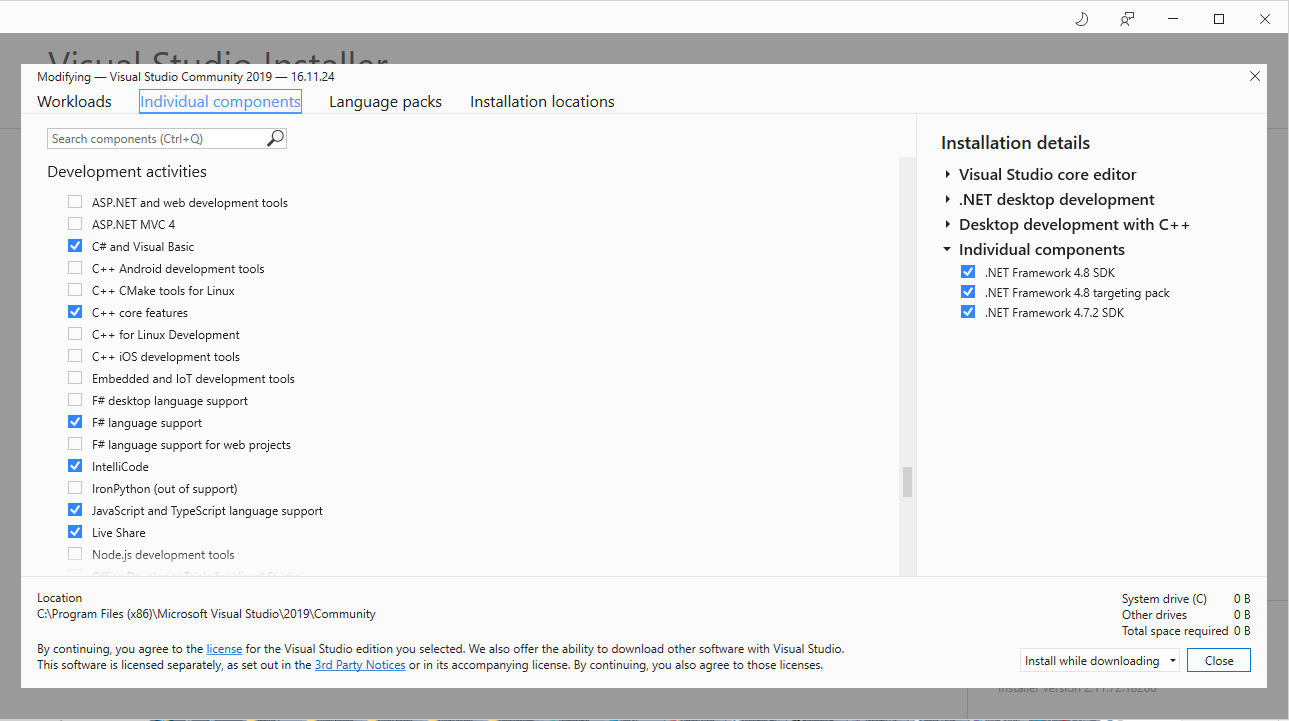 Visual Studio Installer
Modifying — Visual Studio Community 2019 — 16.11.24
Workloads
Individual components
Language packs
Installation locations
Search components (Ctrl+Q)
Development activities
ASP.NET and web development tools
ASP.NET MVC 4
C# and Visual Basic
C++ Android development tools
C++ CMake tools for Linux
C++ core features
C++ for Linux Development
C++ iOS development tools
Embedded and IoT development tools
F# desktop language support
F# language support
F# language support for web projects
IntelliCode
IronPython (out of support)
JavaScript and TypeScript language support
Live Share
Node.js development tools
Office Developer Tools for Visual Studio
Installation details
Visual Studio core editor
.NET desktop development
Desktop development with C++
Individual components
.NET Framework 4.8 SDK
.NET Framework 4.8 targeting pack
.NET Framework 4.7.2 SDK
Location
C:\Program Files (x86)\Microsoft Visual Studio\2019\Community
By continuing, you agree to the license for the Visual Studio edition you selected. We also offer the ability to download other software with Visual Studio.
This software is licensed separately, as set out in the 3rd Party Notices or in its accompanying license. By continuing, you also agree to those licenses.
System drive (C) 0 B
Other drives 0 B
Total space required 0 B
Install while downloading
Close
Installer version